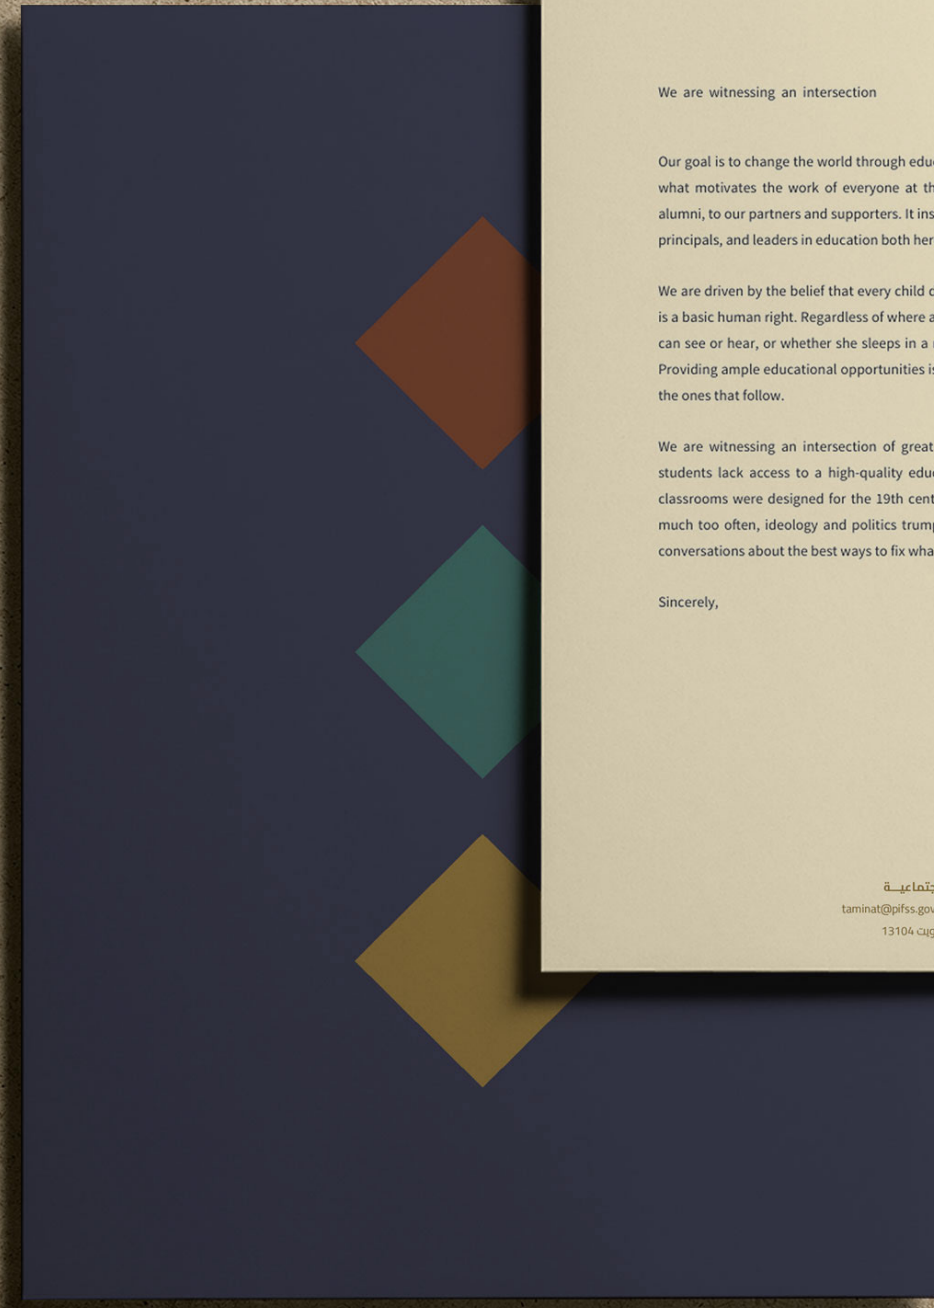 We are witnessing an intersection
Our goal is to change the world through edu
what motivates the work of everyone at th
alumni, to our partners and supporters. It ins
principals, and leaders in education both her
We are driven by the belief that every child d
is a basic human right. Regardless of where a
can see or hear, or whether she sleeps in a
Providing ample educational opportunities is
the ones that follow.
We are witnessing an intersection of great
students lack access to a high-quality edu
classrooms were designed for the 19th cent
much too often, ideology and politics trump
conversations about the best ways to fix wha
Sincerely,
جتماعيـــة
taminat@pifss.gov
ويت 13104